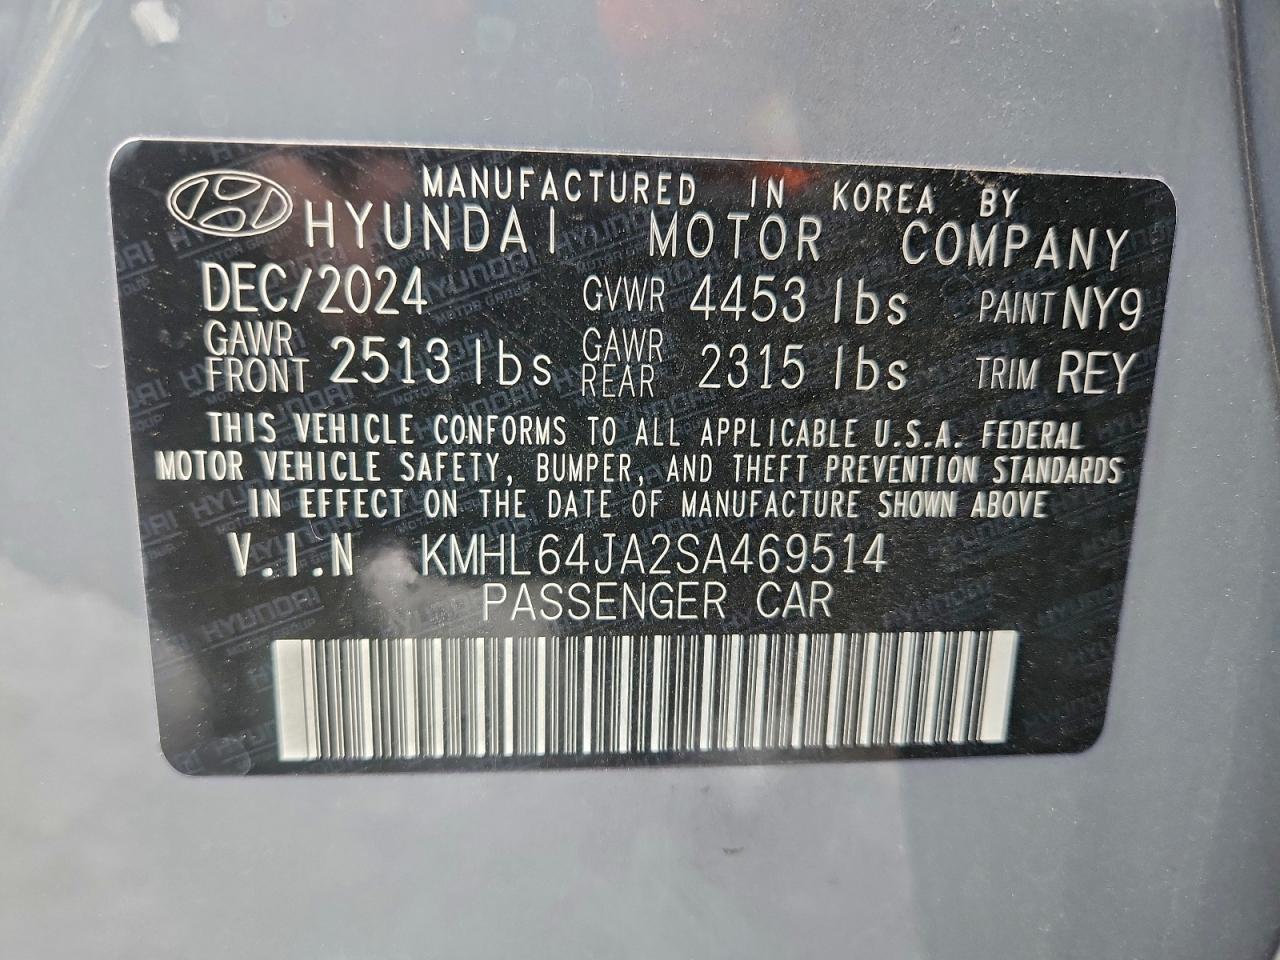 MANUFACTURED IN KOREA BY
HYUNDAI MOTOR COMPANY
DEC/2024 GVWR 4453 lbs PAINT NY9
GAWR FRONT 2513 lbs GAWR REAR 2315 lbs TRIM REY
THIS VEHICLE CONFORMS TO ALL APPLICABLE U.S.A. FEDERAL
MOTOR VEHICLE SAFETY, BUMPER, AND THEFT PREVENTION STANDARDS
IN EFFECT ON THE DATE OF MANUFACTURE SHOWN ABOVE
V.I.N KMHL64JA2SA469514
PASSENGER CAR